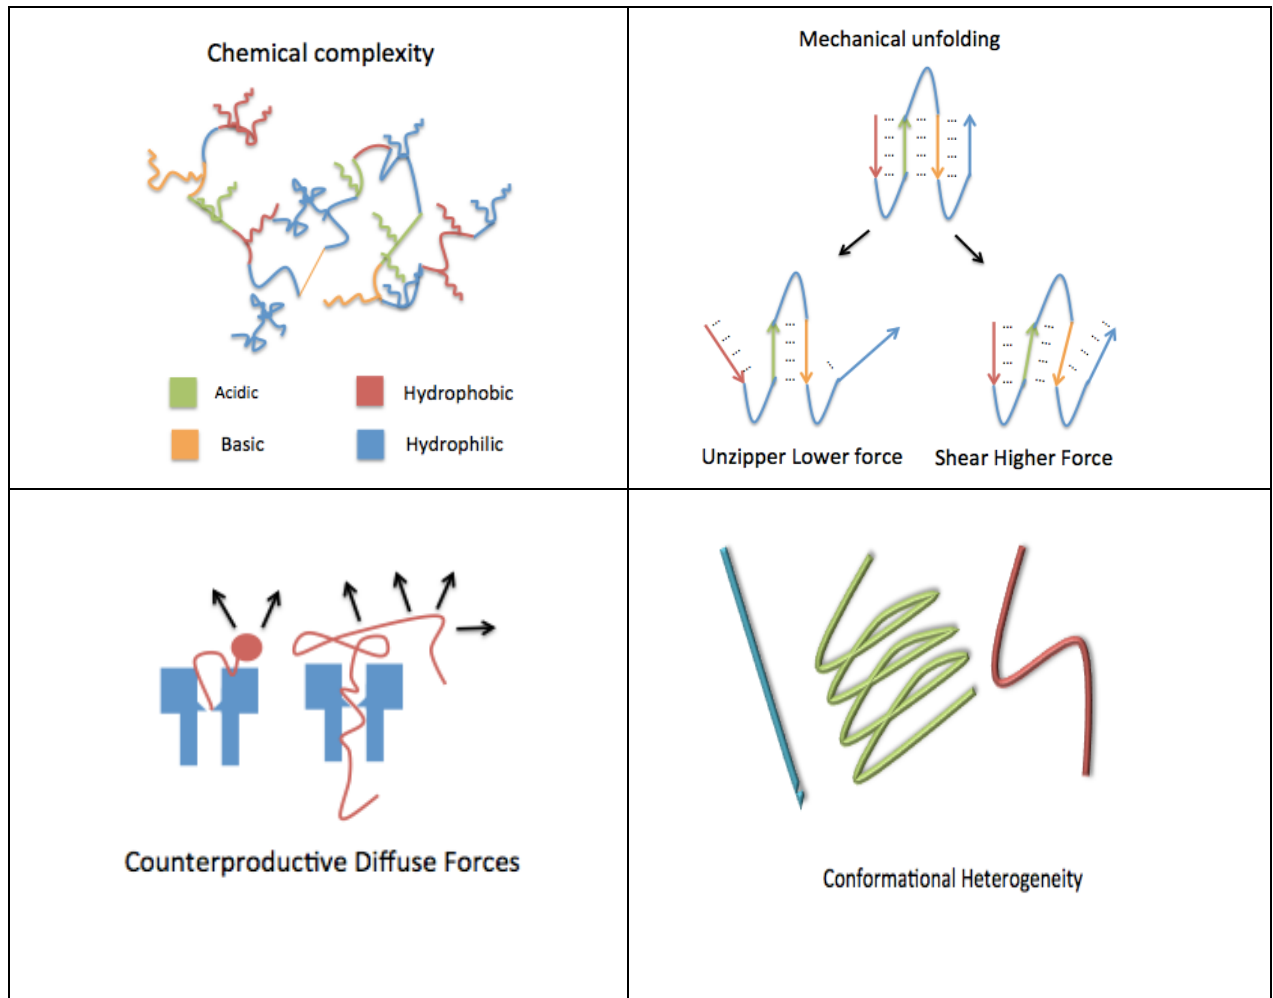 Chemical complexity
Acidic
Hydrophobic
Basic
Hydrophilic
Mechanical unfolding
Unzipper Lower force
Shear Higher Force
Counterproductive Diffuse Forces
Conformational Heterogeneity